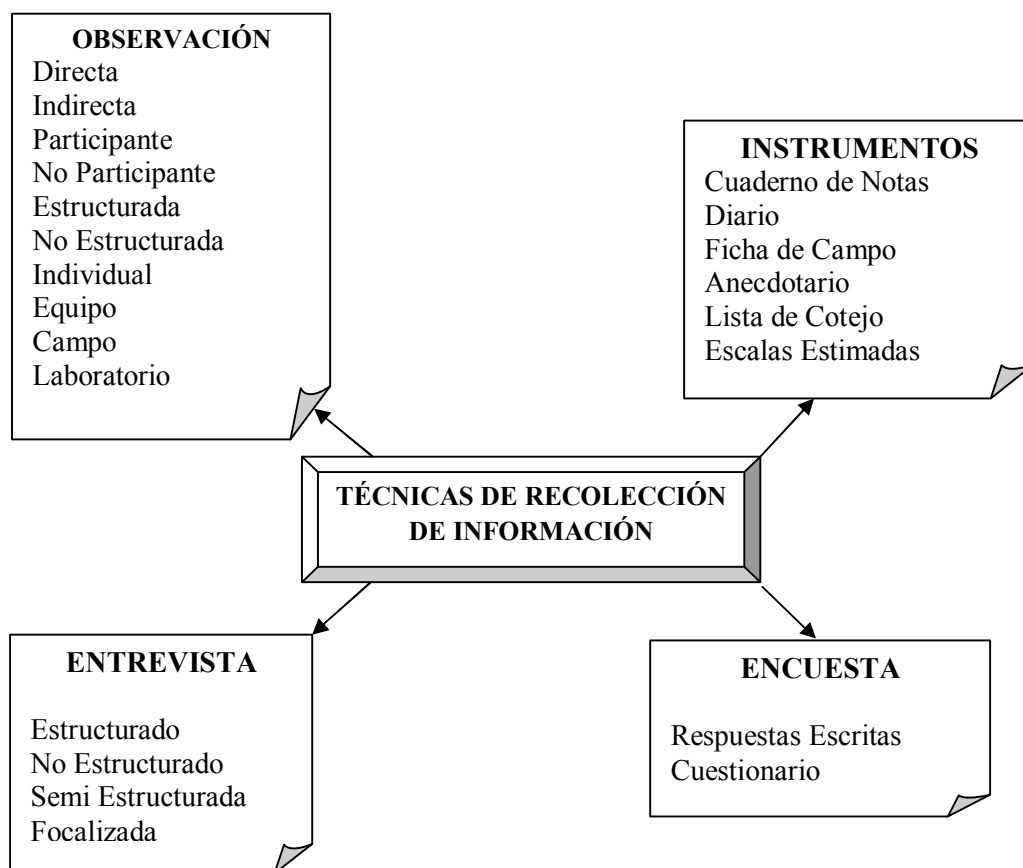 OBSERVACIÓN
Directa
Indirecta
Participante
No Participante
Estructurada
No Estructurada
Individual
Equipo
Campo
Laboratorio
INSTRUMENTOS
Cuaderno de Notas
Diario
Ficha de Campo
Anecdotario
Lista de Cotejo
Escalas Estimadas
TÉCNICAS DE RECOLECCIÓN
DE INFORMACIÓN
ENTREVISTA
Estructurado
No Estructurado
Semi Estructurada
Focalizada
ENCUESTA
Respuestas Escritas
Cuestionario